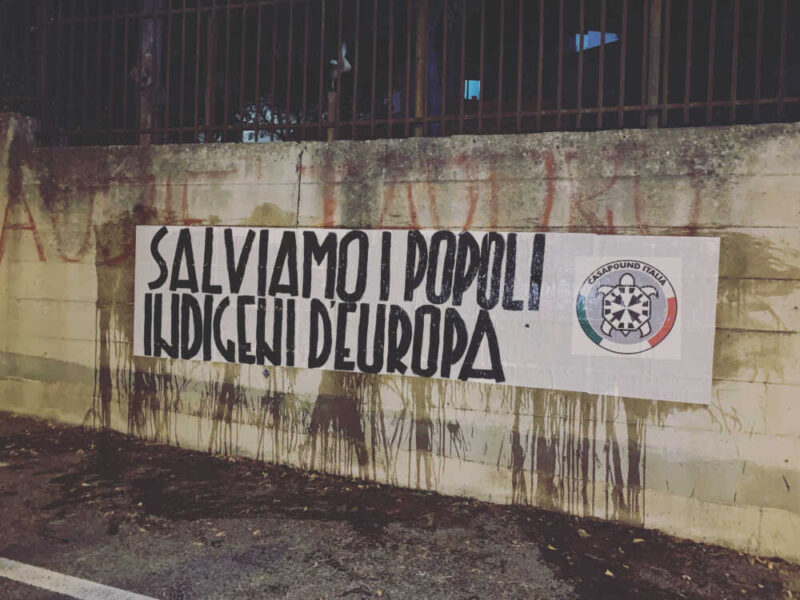 SALVIAMO I POPOLI
INDIGENI D'EUROPA
CASAPOUND ITALIA